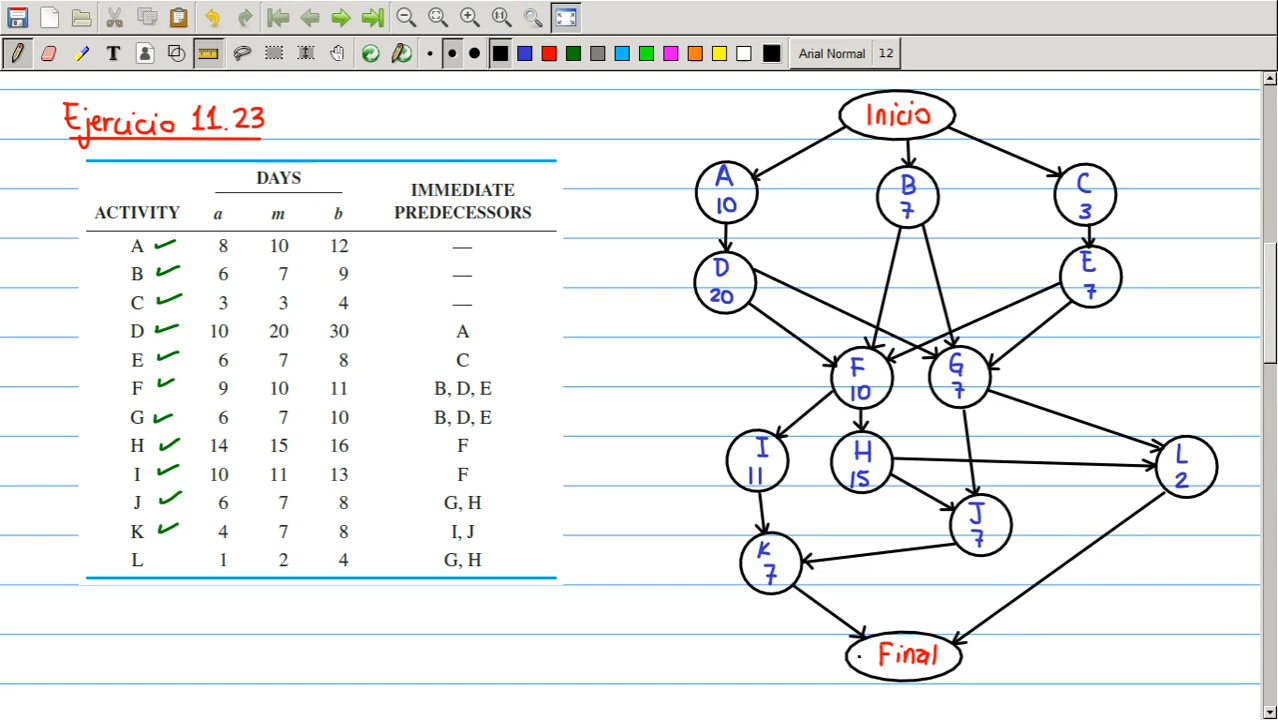 Arial Normal 12
Ejercicio 11.23
DAYS
IMMEDIATE
ACTIVITY a m b PREDECESSORS
A 8 10 12 —
B 6 7 9 —
C 3 3 4 —
D 10 20 30 A
E 6 7 8 C
F 9 10 11 B, D, E
G 6 7 10 B, D, E
H 14 15 16 F
I 10 11 13 F
J 6 7 8 G, H
K 4 7 8 I, J
L 1 2 4 G, H
Inicio
A
10
B
7
C
3
D
20
E
7
F
10
G
7
I
11
H
15
L
2
J
7
K
7
Final